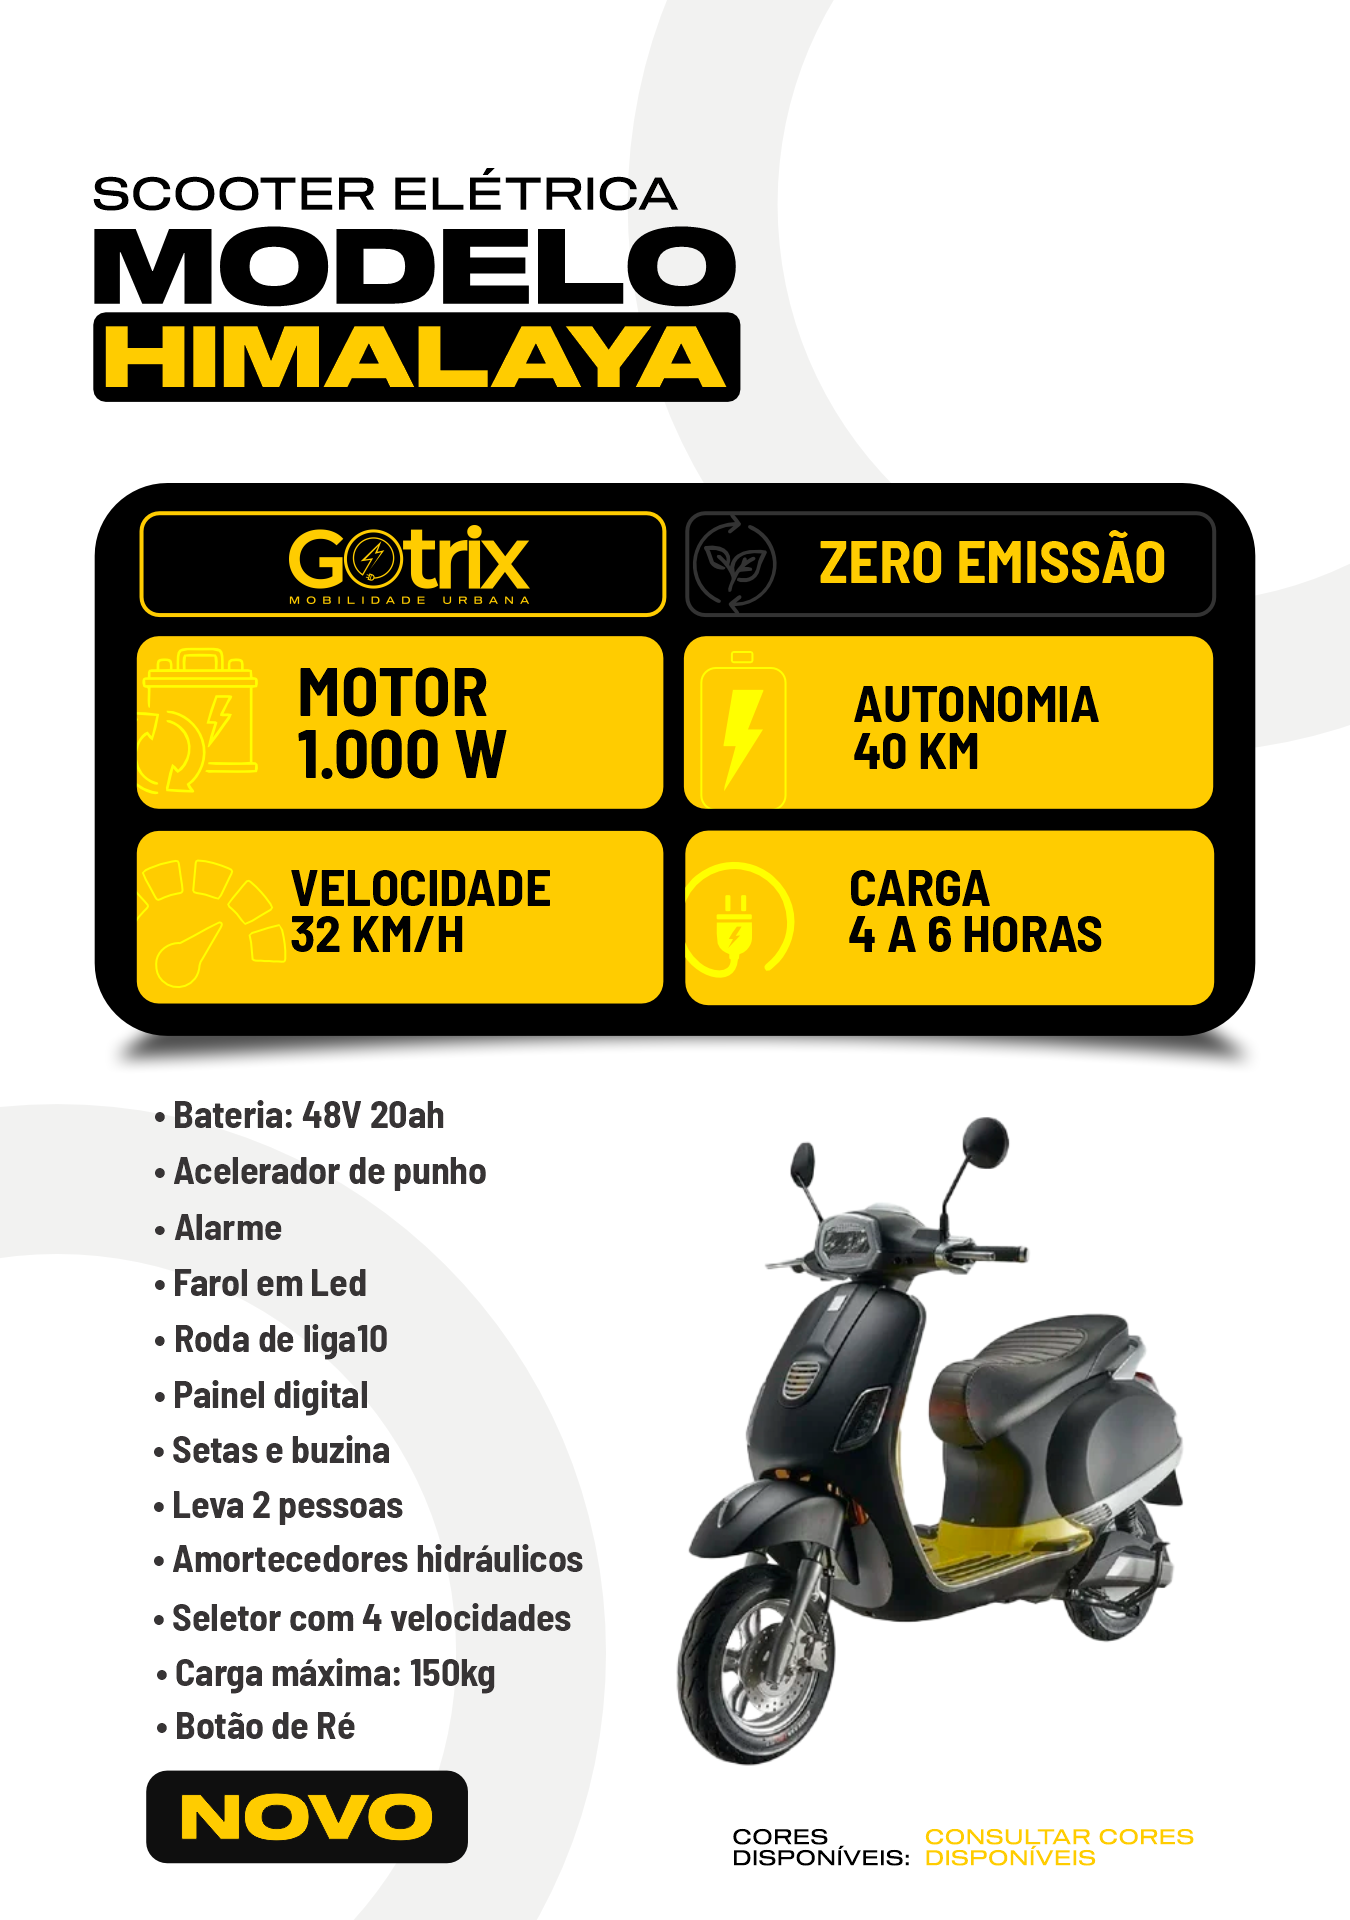 SCOOTER ELÉTRICA
MODELO
HIMALAYA
Gotrix
MOBILIDADE URBANA
ZERO EMISSÃO
MOTOR
1.000 W
AUTONOMIA
40 KM
VELOCIDADE
32 KM/H
CARGA
4 A 6 HORAS
• Bateria: 48V 20ah
• Acelerador de punho
• Alarme
• Farol em Led
• Roda de liga10
• Painel digital
• Setas e buzina
• Leva 2 pessoas
• Amortecedores hidráulicos
• Seletor com 4 velocidades
• Carga máxima: 150kg
• Botão de Ré
NOVO
CORES
DISPONÍVEIS:
CONSULTAR CORES
DISPONÍVEIS